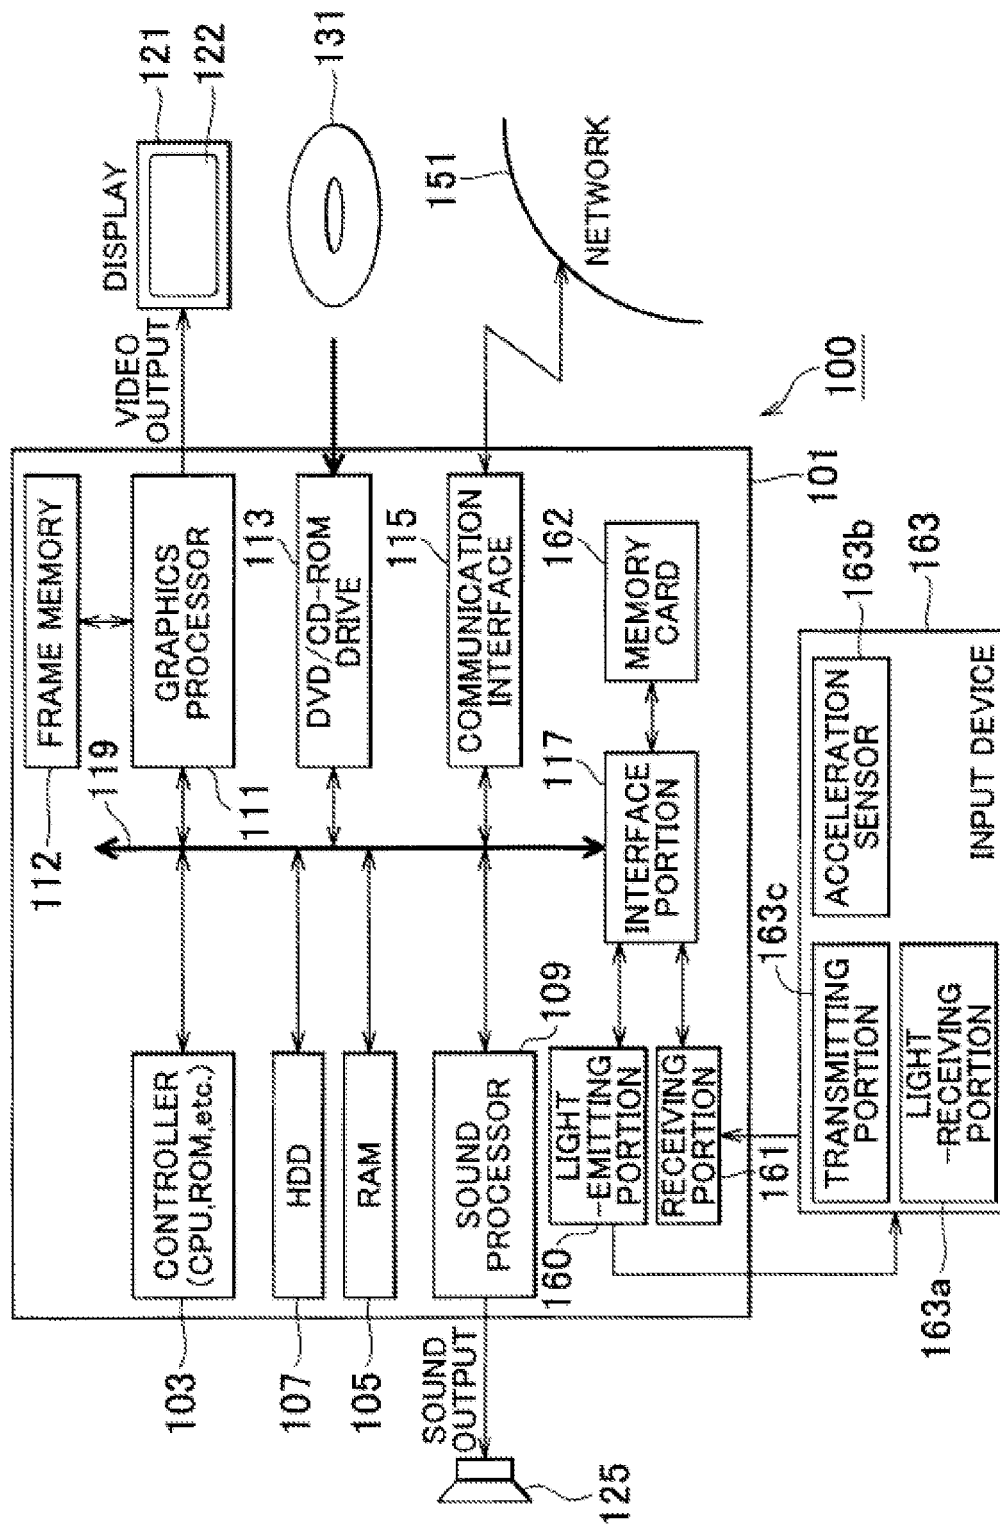 112
FRAME MEMORY
119
VIDEO
OUTPUT
DISPLAY
121
122
103
CONTROLLER
(CPU,ROM,etc.)
111
GRAPHICS
PROCESSOR
107
HDD
113
DVD/CD-ROM
DRIVE
131
105
RAM
SOUND
OUTPUT
125
SOUND
PROCESSOR
109
115
COMMUNICATION
INTERFACE
151
NETWORK
160
LIGHT
-EMITTING
PORTION
RECEIVING
PORTION
161
117
INTERFACE
PORTION
162
MEMORY
CARD
101
100
163c
TRANSMITTING
PORTION
163a
LIGHT
-RECEIVING
PORTION
163b
ACCELERATION
SENSOR
163
INPUT DEVICE